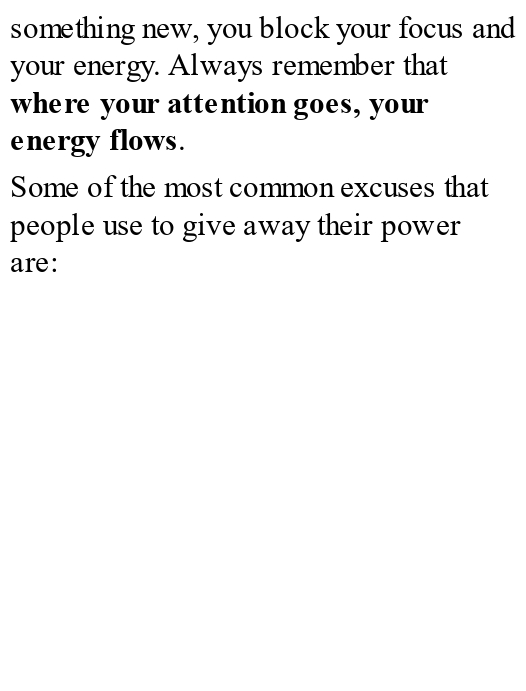 something new, you block your focus and
your energy. Always remember that
where your attention goes, your
energy flows.
Some of the most common excuses that
people use to give away their power
are: